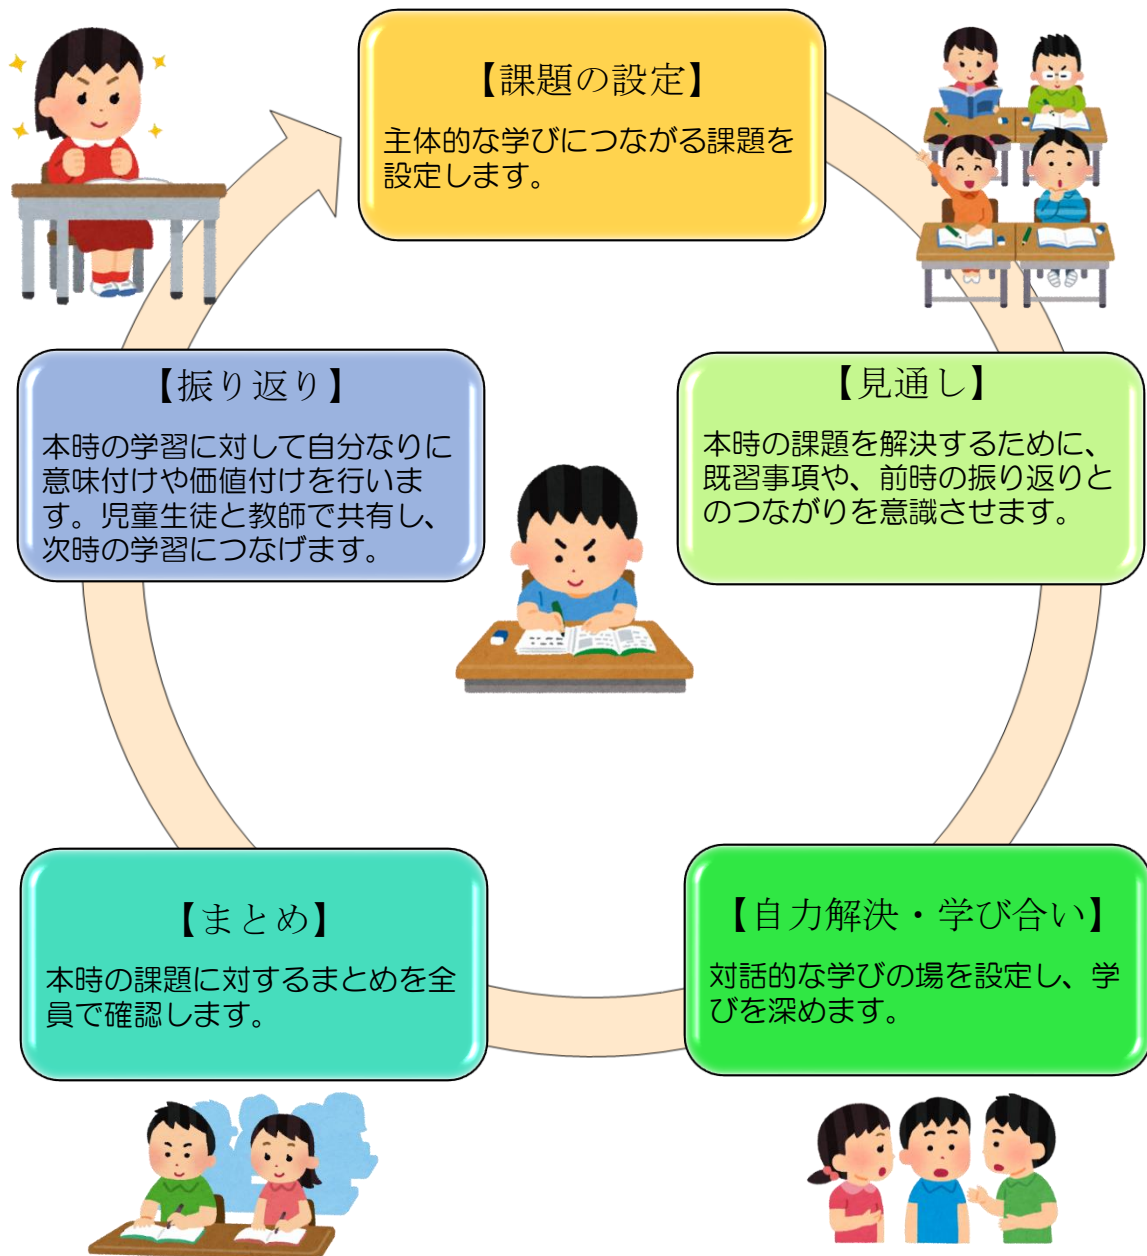 【課題の設定】
主体的な学びにつながる課題を
設定します。
【見通し】
本時の課題を解決するために、
既習事項や、前時の振り返りと
のつながりを意識させます。
【自力解決・学び合い】
対話的な学びの場を設定し、学
びを深めます。
【まとめ】
本時の課題に対するまとめを全
員で確認します。
【振り返り】
本時の学習に対して自分なりに
意味付けや価値付けを行いま
す。児童生徒と教師で共有し、
次時の学習につなげます。